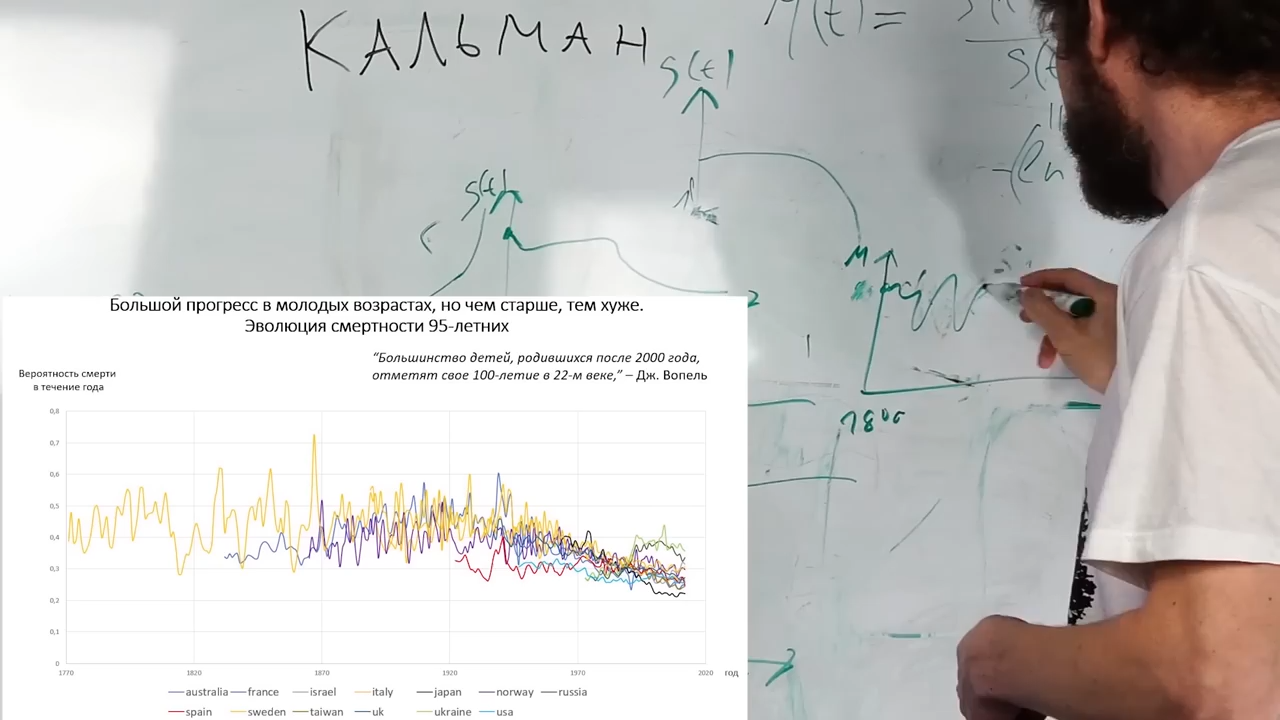 КАЛЬМАН
S(t)
S(t)
M
1800
Большой прогресс в молодых возрастах, но чем старше, тем хуже.
Эволюция смертности 95-летних
“Большинство детей, родившихся после 2000 года,
отметят свое 100-летие в 22-м веке,” – Дж. Вопель
Вероятность смерти
в течение года
0,8
0,7
0,6
0,5
0,4
0,3
0,2
0,1
0
1770 1820 1870 1920 1970 2020 год
australia france israel italy japan norway russia
spain sweden taiwan uk ukraine usa